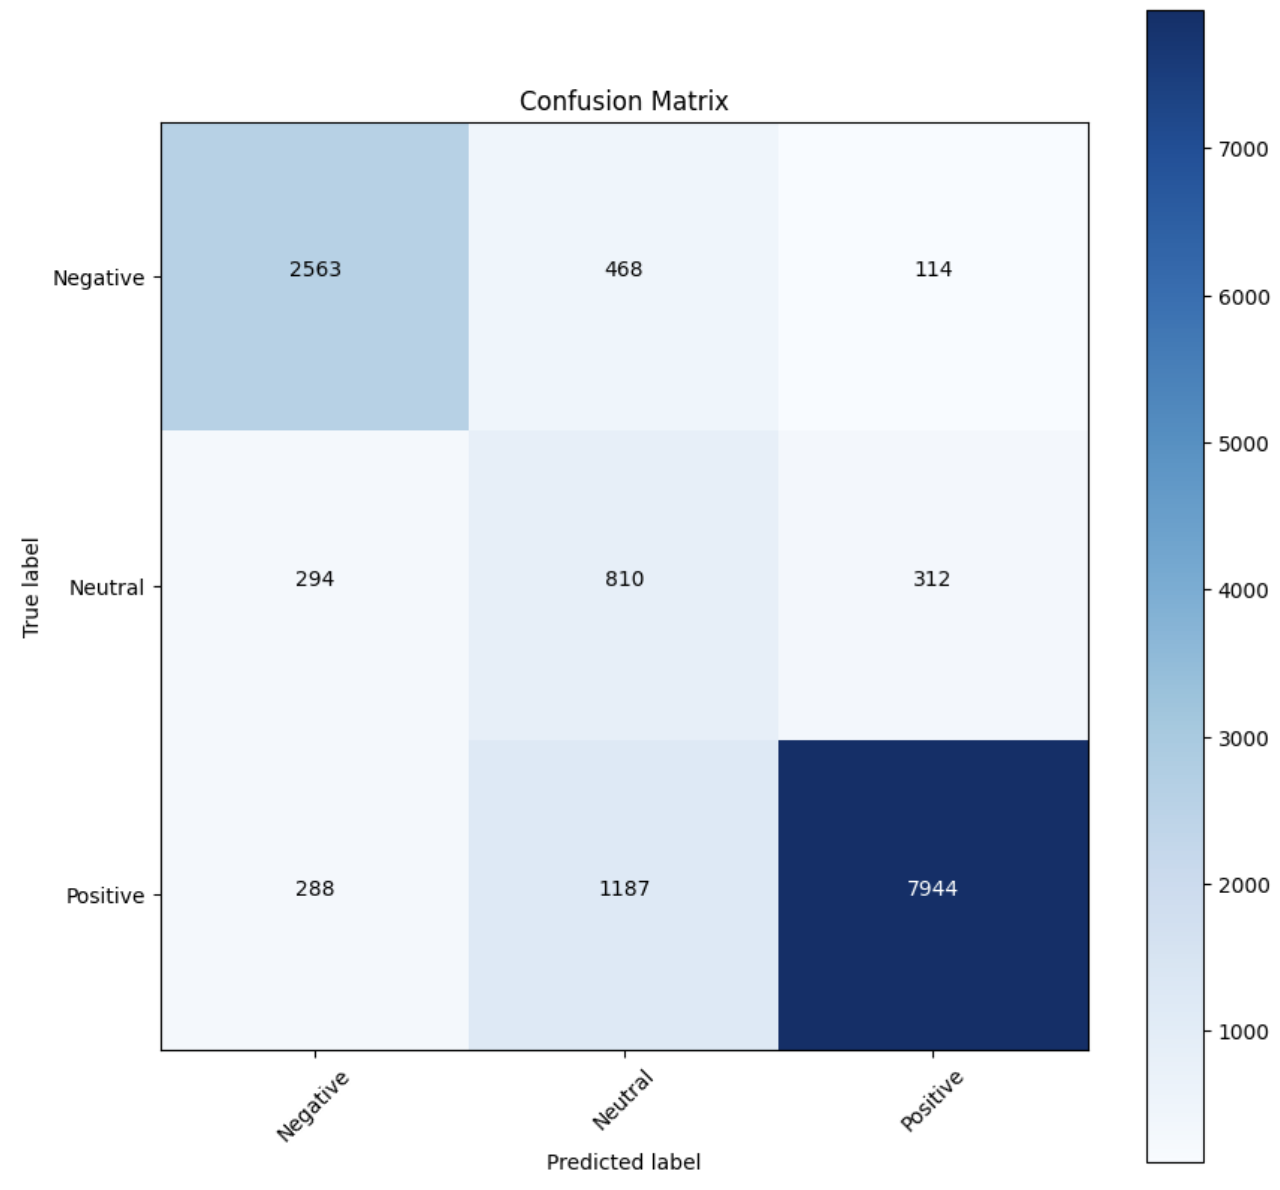 Confusion Matrix
Negative 2563 468 114
Neutral 294 810 312
Positive 288 1187 7944
Negative Neutral Positive
Predicted label
True label
7000
6000
5000
4000
3000
2000
1000